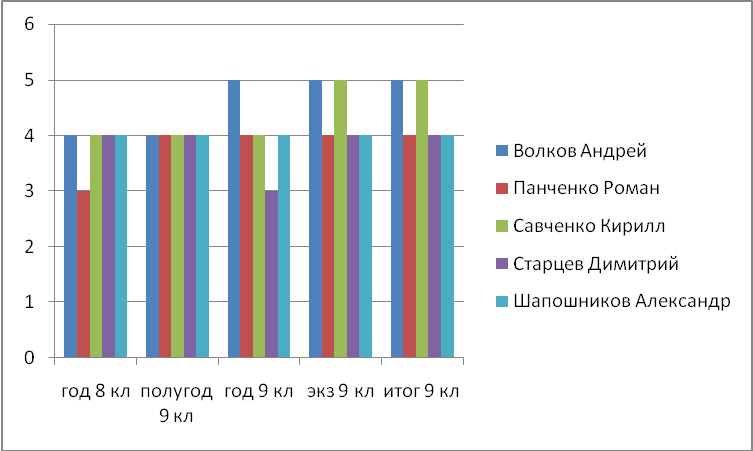 6
5
4
3
2
1
0
год 8 кл
полугод
9 кл
год 9 кл
экз 9 кл
итог 9 кл
Волков Андрей
Панченко Роман
Савченко Кирилл
Старцев Димитрий
Шапошников Александр